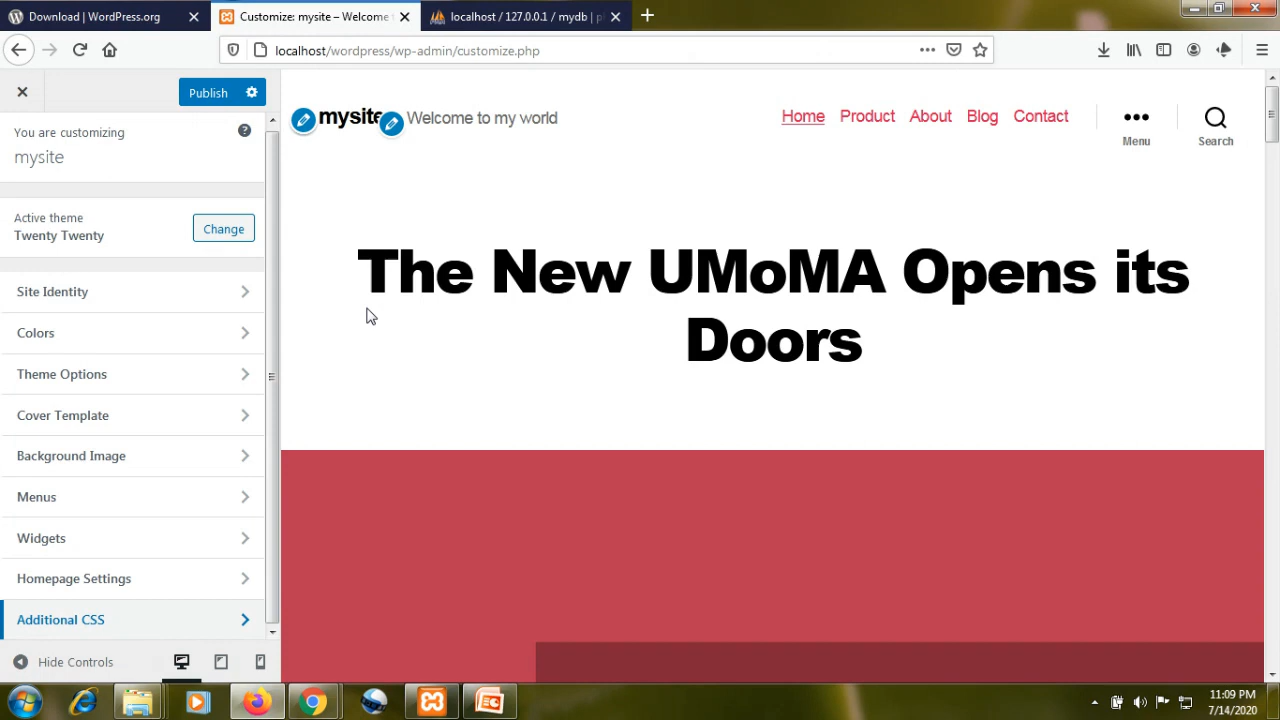 Download | WordPress.org
Customize: mysite – Welcome
localhost / 127.0.0.1 / mydb | p
localhost/wordpress/wp-admin/customize.php
Publish
You are customizing
mysite
Active theme
Twenty Twenty
Change
Site Identity
Colors
Theme Options
Cover Template
Background Image
Menus
Widgets
Homepage Settings
Additional CSS
Hide Controls
mysite
Welcome to my world
Home Product About Blog Contact
Menu
Search
The New UMoMA Opens its
Doors
11:09 PM
7/14/2020